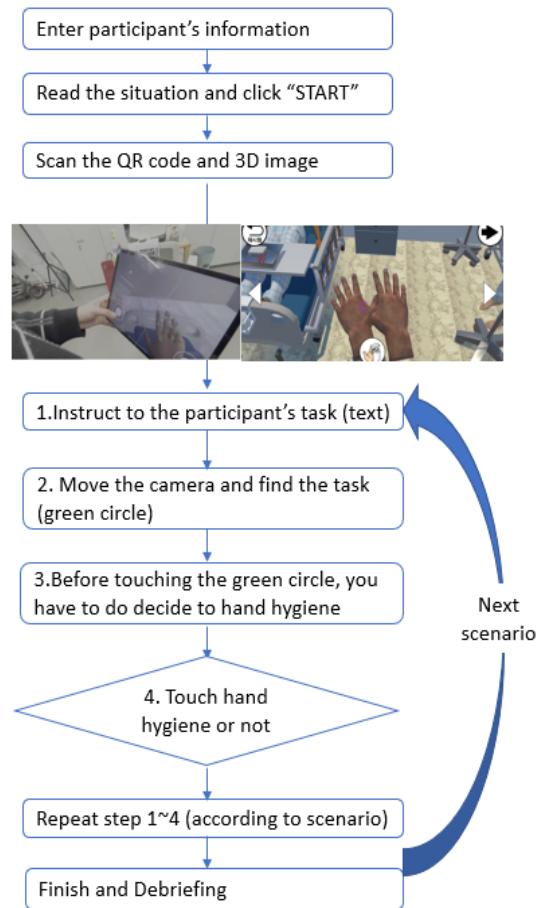 Enter participant’s information
Read the situation and click “START”
Scan the QR code and 3D image
1.Instruct to the participant’s task (text)
2. Move the camera and find the task
(green circle)
3.Before touching the green circle, you
have to do decide to hand hygiene
4. Touch hand
hygiene or not
Next
scenario
Repeat step 1~4 (according to scenario)
Finish and Debriefing